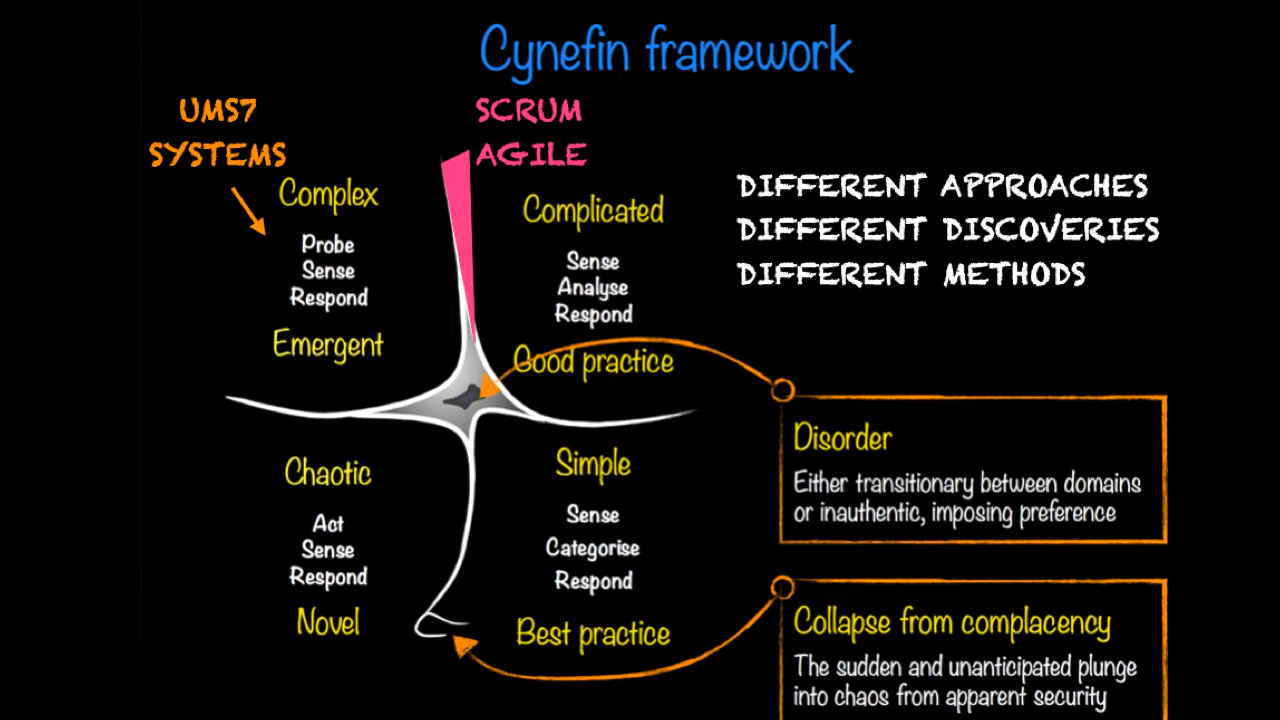 Cynefin framework
UMS7
SYSTEMS
SCRUM
AGILE
DIFFERENT APPROACHES
DIFFERENT DISCOVERIES
DIFFERENT METHODS
Complex
Probe
Sense
Respond
Emergent
Complicated
Sense
Analyse
Respond
Good practice
Chaotic
Act
Sense
Respond
Novel
Simple
Sense
Categorise
Respond
Best practice
Disorder
Either transitionary between domains
or inauthentic, imposing preference
Collapse from complacency
The sudden and unanticipated plunge
into chaos from apparent security